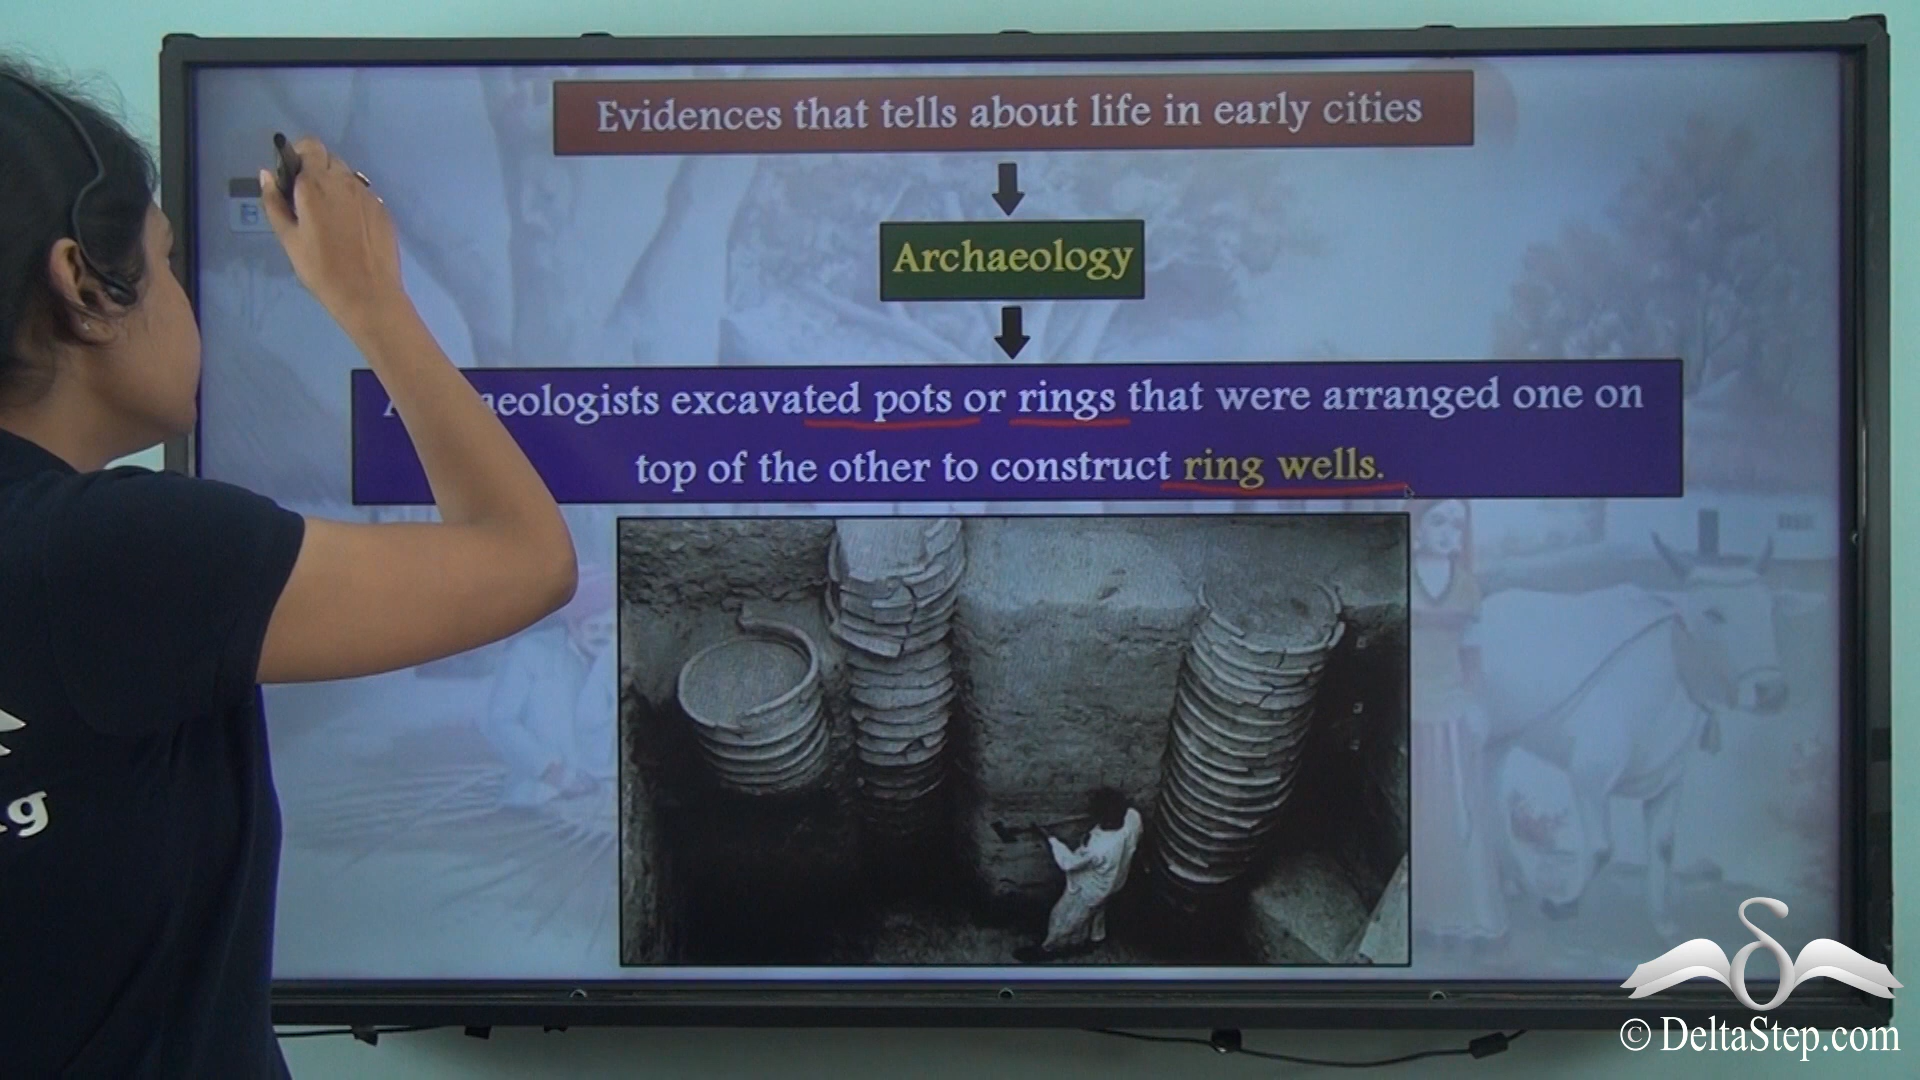 Evidences that tells about life in early cities
Archaeology
aeologists excavated pots or rings that were arranged one on
top of the other to construct ring wells.
g
© DeltaStep.com